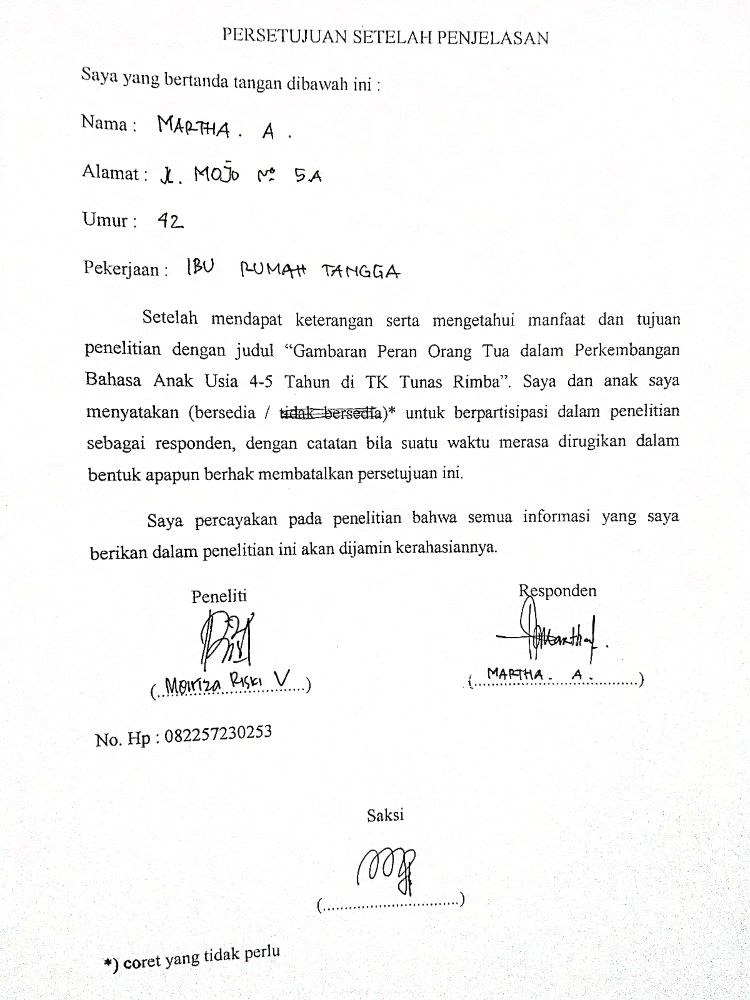 PERSETUJUAN SETELAH PENJELASAN
Saya yang bertanda tangan dibawah ini :
Nama : MARTHA. A.
Alamat : Jl. MOJO No 5A
Umur : 42
Pekerjaan : IBU RUMAH TANGGA
Setelah mendapat keterangan serta mengetahui manfaat dan tujuan
penelitian dengan judul “Gambaran Peran Orang Tua dalam Perkembangan
Bahasa Anak Usia 4-5 Tahun di TK Tunas Rimba”. Saya dan anak saya
menyatakan (bersedia / tidak bersedia)* untuk berpartisipasi dalam penelitian
sebagai responden, dengan catatan bila suatu waktu merasa dirugikan dalam
bentuk apapun berhak membatalkan persetujuan ini.
Saya percayakan pada penelitian bahwa semua informasi yang saya
berikan dalam penelitian ini akan dijamin kerahasiannya.
Peneliti Responden
(.. Riski V ....) (MARTHA. A. ........)
No. Hp : 082257230253
Saksi
(................................)
*) coret yang tidak perlu